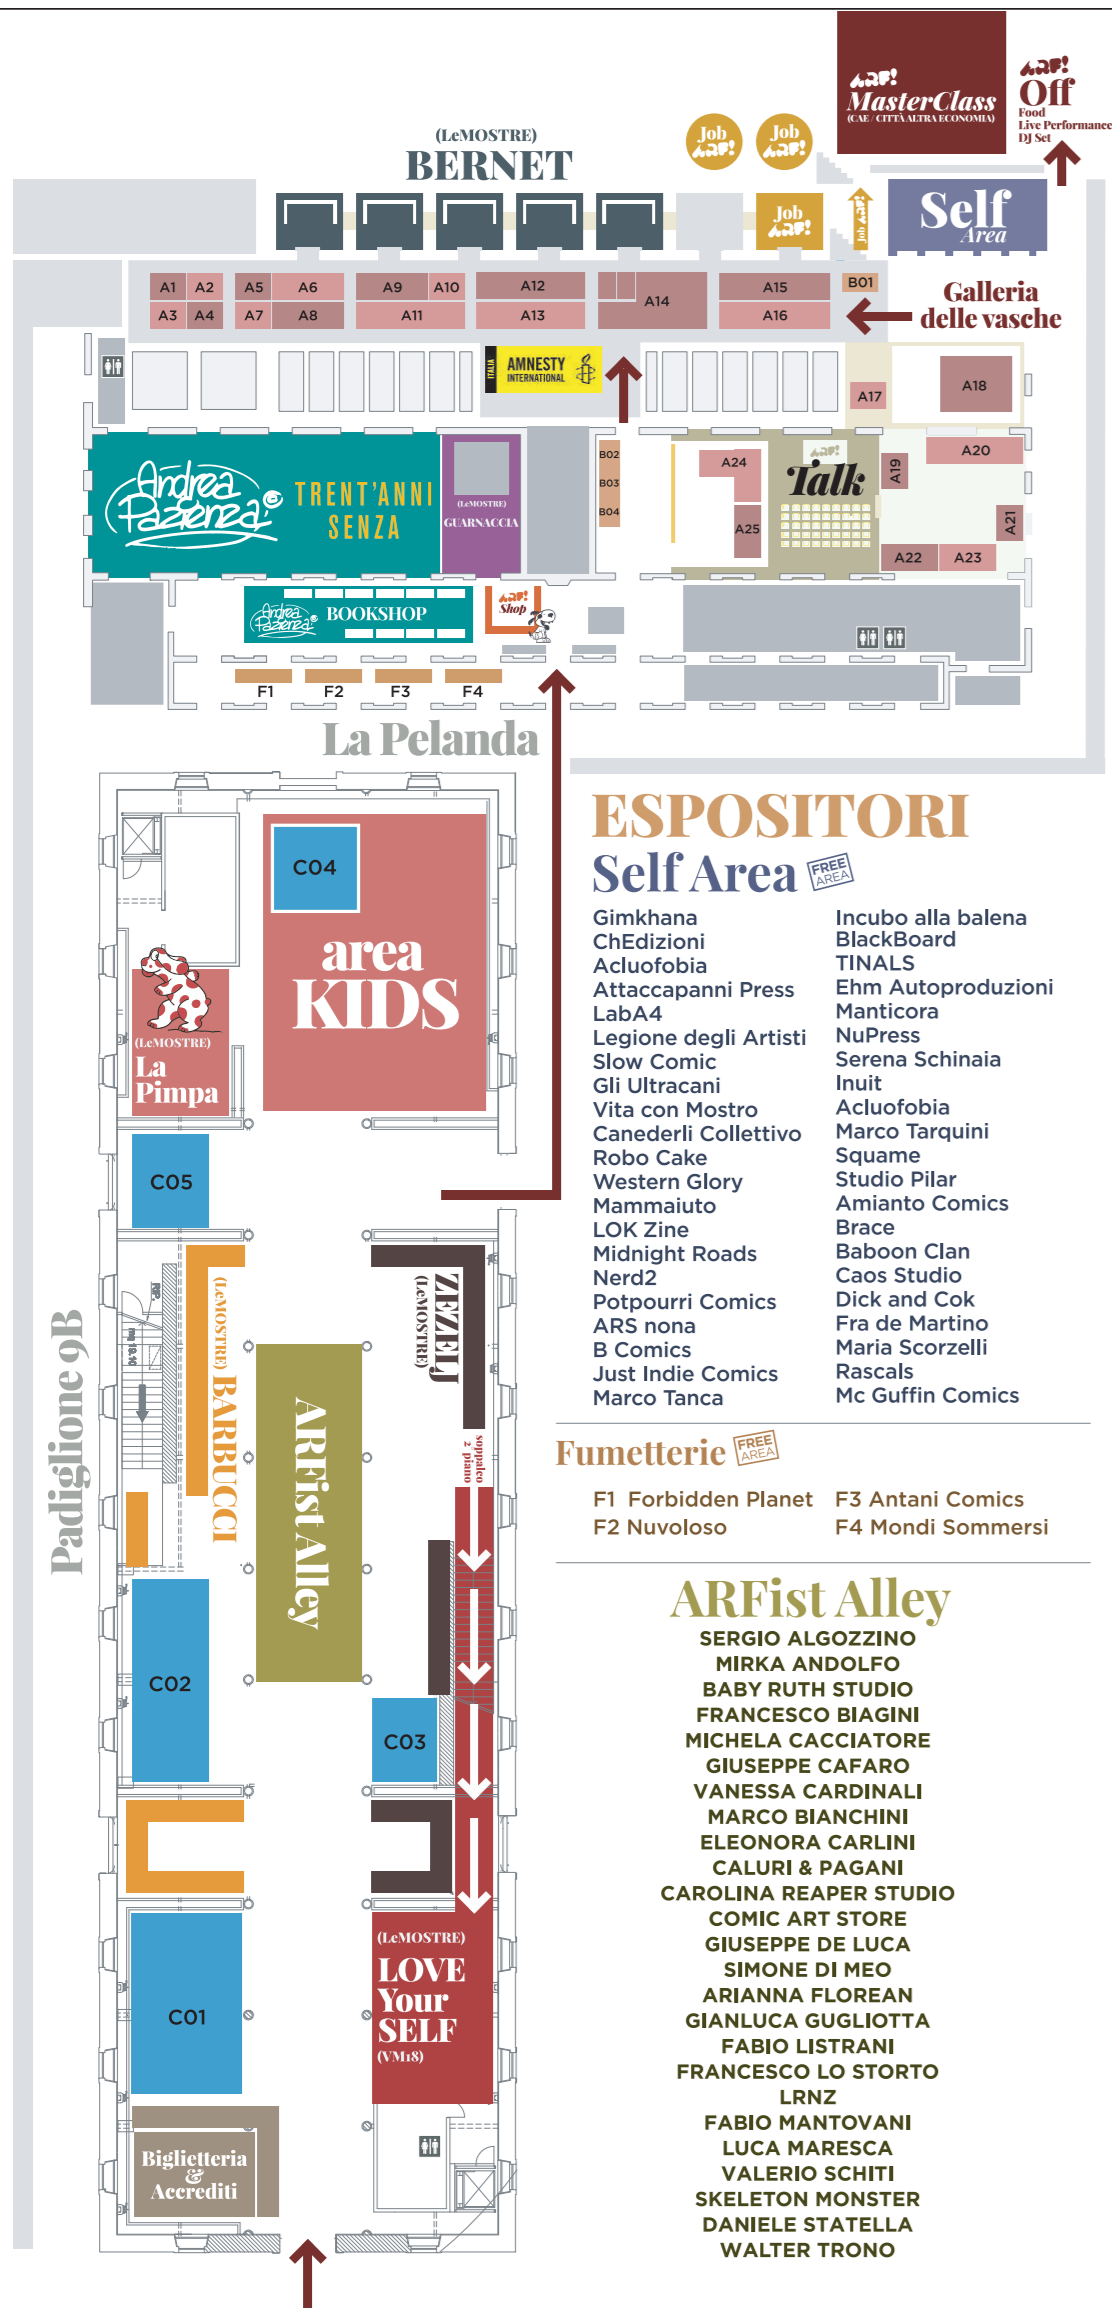 ARF!
MasterClass
(CAE / CITTÀ ALTRA ECONOMIA)
ARF!
Off
Food
Live Performance
DJ Set
(LeMOSTRE)
BERNET
Job
ARF!
Job
ARF!
Job
ARF!
Job ARF!
Self
Area
A1
A2
A3
A4
A5
A6
A7
A8
A9
A10
A11
A12
A13
A14
A15
A16
B01
Galleria
delle vasche
ITALIA
AMNESTY
INTERNATIONAL
A17
A18
Andrea
Pazienza
TRENT'ANNI
SENZA
(LeMOSTRE)
GUARNACCIA
B02
B03
B04
A24
A25
ARF!
Talk
A19
A20
A21
A22
A23
Andrea
Pazienza
BOOKSHOP
ARF!
Shop
F1
F2
F3
F4
La Pelanda
C04
area
KIDS
(LeMOSTRE)
La
Pimpa
C05
RIP.
mq 19.10
(LeMOSTRE) BARBUCCI
ZEZELJ
(LeMOSTRE)
ARFist Alley
soppalco
2° piano
Padiglione 9B
C02
C03
C01
(LeMOSTRE)
LOVE
Your
SELF
(VM18)
Biglietteria
&
Accrediti
ESPOSITORI
Self Area
FREE
AREA
Gimkhana
ChEdizioni
Acluofobia
Attaccapanni Press
LabA4
Legione degli Artisti
Slow Comic
Gli Ultracani
Vita con Mostro
Canederli Collettivo
Robo Cake
Western Glory
Mammaiuto
LOK Zine
Midnight Roads
Nerd2
Potpourri Comics
ARS nona
B Comics
Just Indie Comics
Marco Tanca
Incubo alla balena
BlackBoard
TINALS
Ehm Autoproduzioni
Manticora
NuPress
Serena Schinaia
Inuit
Acluofobia
Marco Tarquini
Squame
Studio Pilar
Amianto Comics
Brace
Baboon Clan
Caos Studio
Dick and Cok
Fra de Martino
Maria Scorzelli
Rascals
Mc Guffin Comics
Fumetterie
FREE
AREA
F1 Forbidden Planet
F2 Nuvoloso
F3 Antani Comics
F4 Mondi Sommersi
ARFist Alley
SERGIO ALGOZZINO
MIRKA ANDOLFO
BABY RUTH STUDIO
FRANCESCO BIAGINI
MICHELA CACCIATORE
GIUSEPPE CAFARO
VANESSA CARDINALI
MARCO BIANCHINI
ELEONORA CARLINI
CALURI & PAGANI
CAROLINA REAPER STUDIO
COMIC ART STORE
GIUSEPPE DE LUCA
SIMONE DI MEO
ARIANNA FLOREAN
GIANLUCA GUGLIOTTA
FABIO LISTRANI
FRANCESCO LO STORTO
LRNZ
FABIO MANTOVANI
LUCA MARESCA
VALERIO SCHITI
SKELETON MONSTER
DANIELE STATELLA
WALTER TRONO